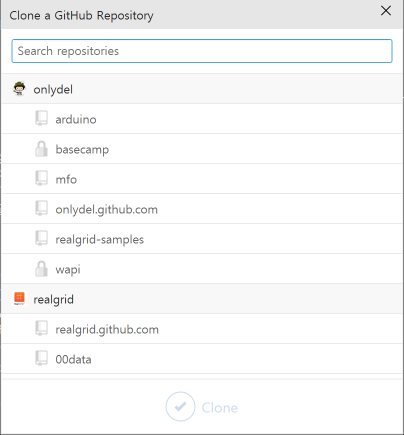 Clone a GitHub Repository
Search repositories
onlydel
arduino
basecamp
mfo
onlydel.github.com
realgrid-samples
wapi
realgrid
realgrid.github.com
00data
Clone